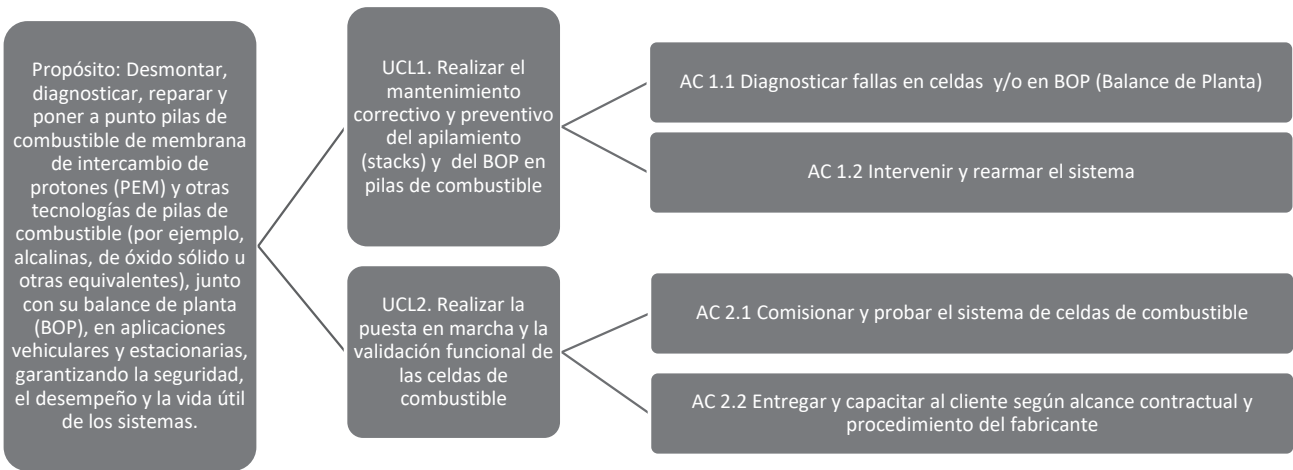 Propósito: Desmontar,
diagnosticar, reparar y
poner a punto pilas de
combustible de membrana
de intercambio de
protones (PEM) y otras
tecnologías de pilas de
combustible (por ejemplo,
alcalinas, de óxido sólido u
otras equivalentes), junto
con su balance de planta
(BOP), en aplicaciones
vehiculares y estacionarias,
garantizando la seguridad,
el desempeño y la vida útil
de los sistemas.
UCL1. Realizar el
mantenimiento
correctivo y preventivo
del apilamiento
(stacks) y del BOP en
pilas de combustible
AC 1.1 Diagnosticar fallas en celdas y/o en BOP (Balance de Planta)
AC 1.2 Intervenir y rearmar el sistema
UCL2. Realizar la
puesta en marcha y la
validación funcional de
las celdas de
combustible
AC 2.1 Comisionar y probar el sistema de celdas de combustible
AC 2.2 Entregar y capacitar al cliente según alcance contractual y
procedimiento del fabricante